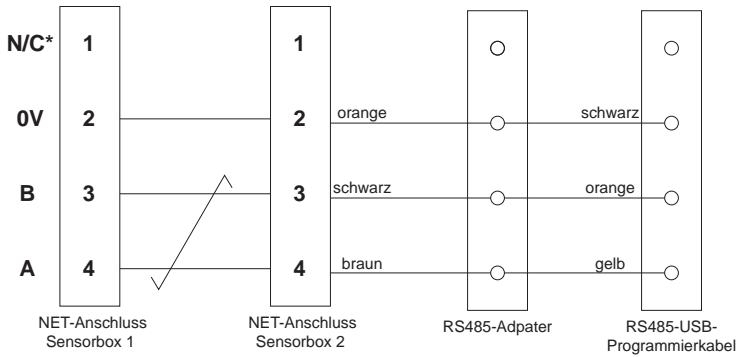 N/C* 1 1
0V 2 2 orange schwarz
B 3 3 schwarz orange
A 4 4 braun gelb
NET-Anschluss
Sensorbox 1
NET-Anschluss
Sensorbox 2
RS485-Adpater
RS485-USB-
Programmierkabel